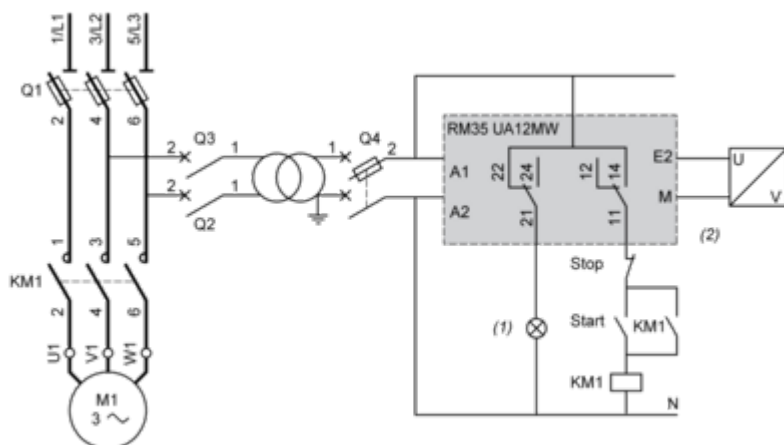 1/L1 3/L2 5/L3
Q1
2 4 6
2 Q3 1 1 Q4 2
2 1
Q2
RM35 UA12MW
A1 22 24 12 14 E2 U
A2 21 11 M V
(2)
1 3 5
KM1
2 4 6
U1 V1 W1
M1
3
Stop
(1) Start KM1
KM1
N